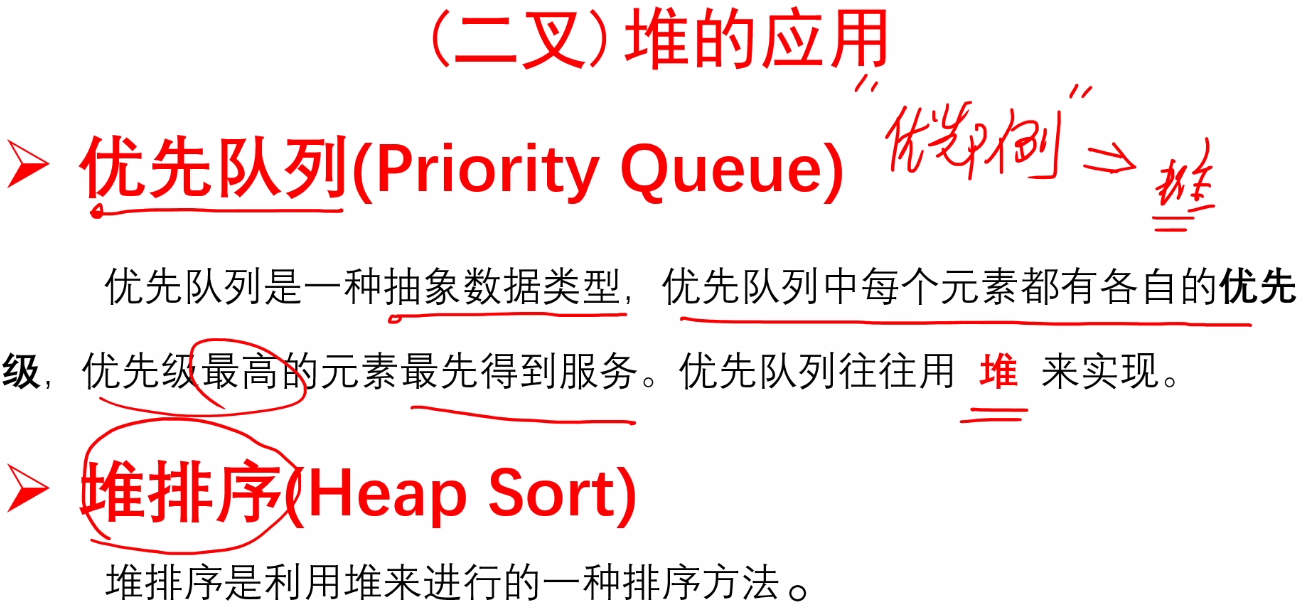 (二叉)堆的应用
➢ 优先队列(Priority Queue)
"优先队列" ⇒ 堆
优先队列是一种抽象数据类型，优先队列中每个元素都有各自的优先
级，优先级最高的元素最先得到服务。优先队列往往用 堆 来实现。
➢ 堆排序(Heap Sort)
堆排序是利用堆来进行的一种排序方法。